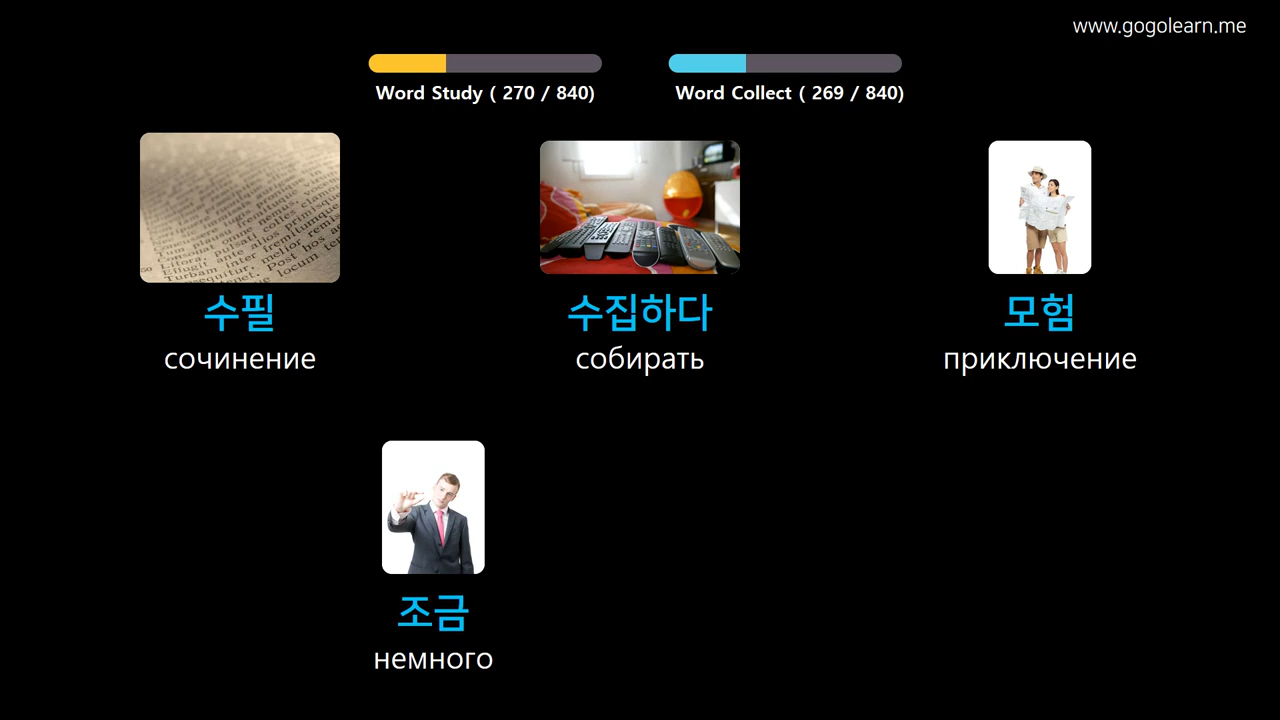 www.gogolearn.me
Word Study ( 270 / 840)
Word Collect ( 269 / 840)
수필
сочинение
수집하다
собирать
모험
приключение
조금
немного